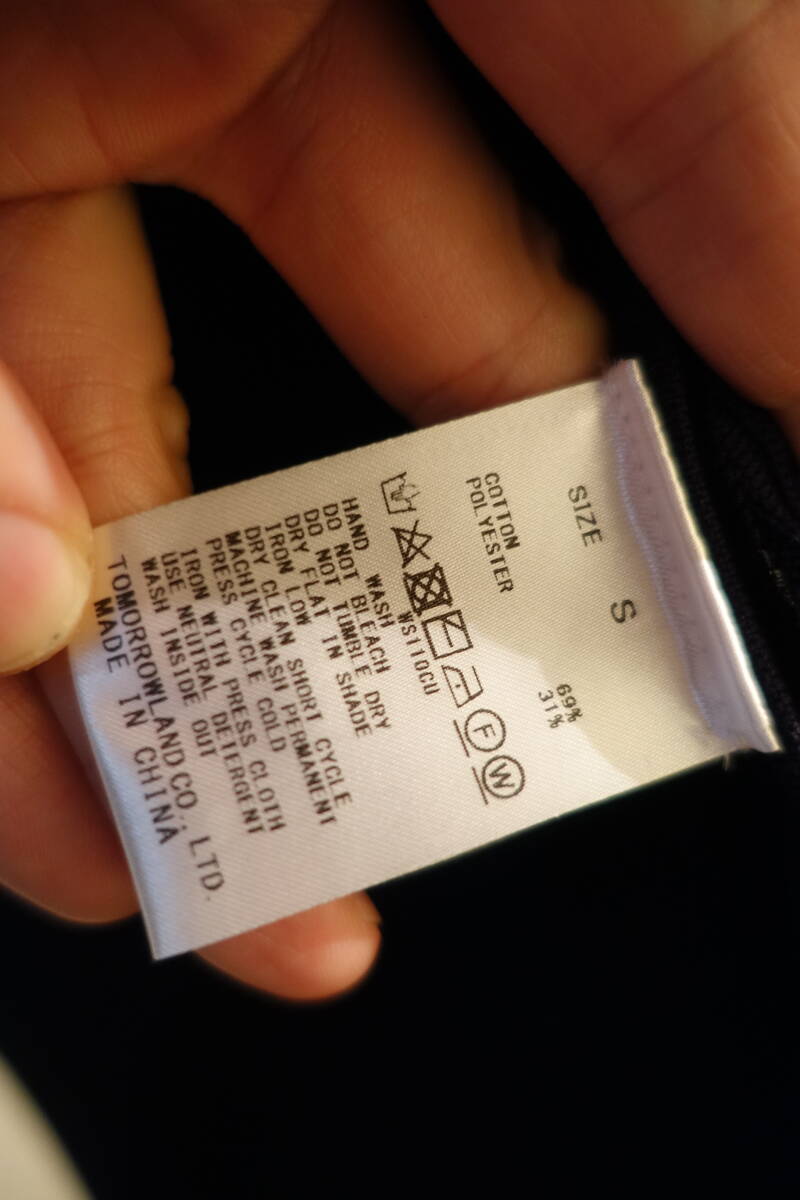 SIZE S
COTTON 69%
POLYESTER 31%
F W
WS110CU
HAND WASH
DO NOT BLEACH
DO NOT TUMBLE DRY
DRY FLAT IN SHADE
IRON LOW
DRY CLEAN SHORT CYCLE
MACHINE WASH PERMANENT
PRESS CYCLE COLD
IRON WITH PRESS CLOTH
USE NEUTRAL DETERGENT
WASH INSIDE OUT
TOMORROWLAND CO., LTD.
MADE IN CHINA